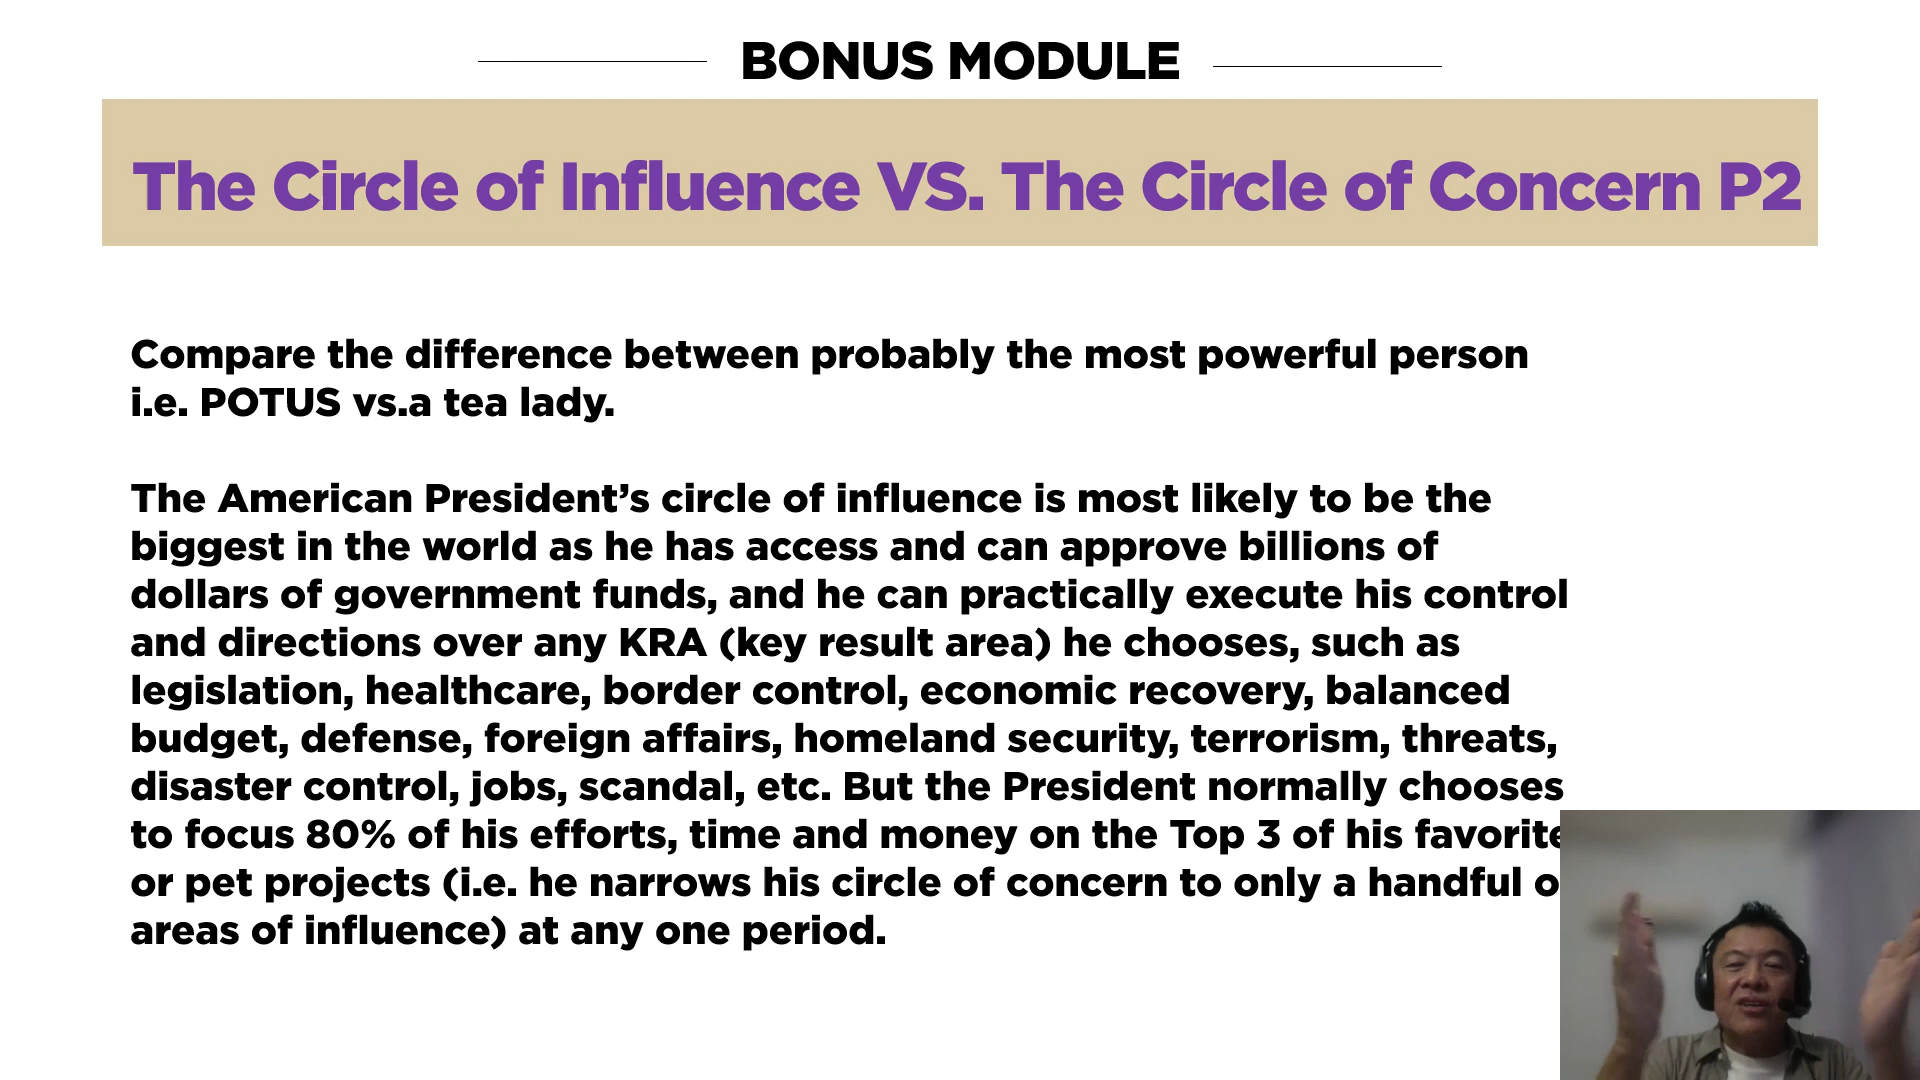 BONUS MODULE
The Circle of Influence VS. The Circle of Concern P2
Compare the difference between probably the most powerful person
i.e. POTUS vs.a tea lady.
The American President’s circle of influence is most likely to be the
biggest in the world as he has access and can approve billions of
dollars of government funds, and he can practically execute his control
and directions over any KRA (key result area) he chooses, such as
legislation, healthcare, border control, economic recovery, balanced
budget, defense, foreign affairs, homeland security, terrorism, threats,
disaster control, jobs, scandal, etc. But the President normally chooses
to focus 80% of his efforts, time and money on the Top 3 of his favorite
or pet projects (i.e. he narrows his circle of concern to only a handful
areas of influence) at any one period.